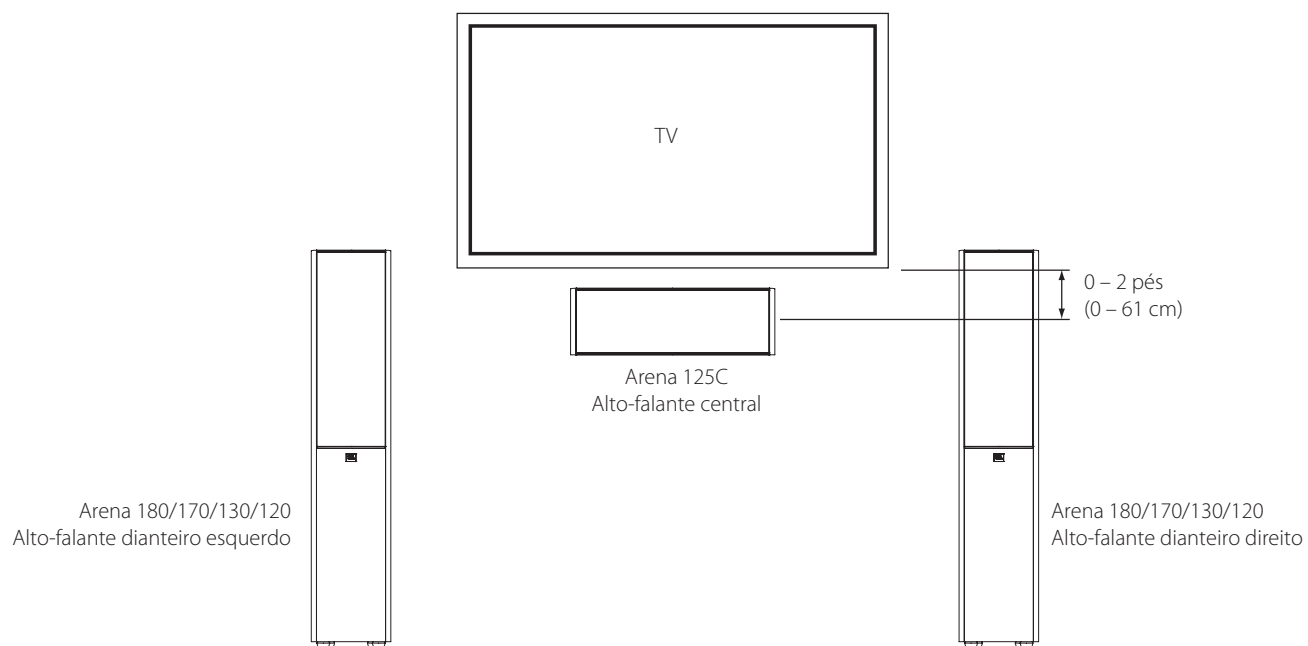 TV
0 – 2 pés
(0 – 61 cm)
Arena 125C
Alto-falante central
Arena 180/170/130/120
Alto-falante dianteiro esquerdo
Arena 180/170/130/120
Alto-falante dianteiro direito